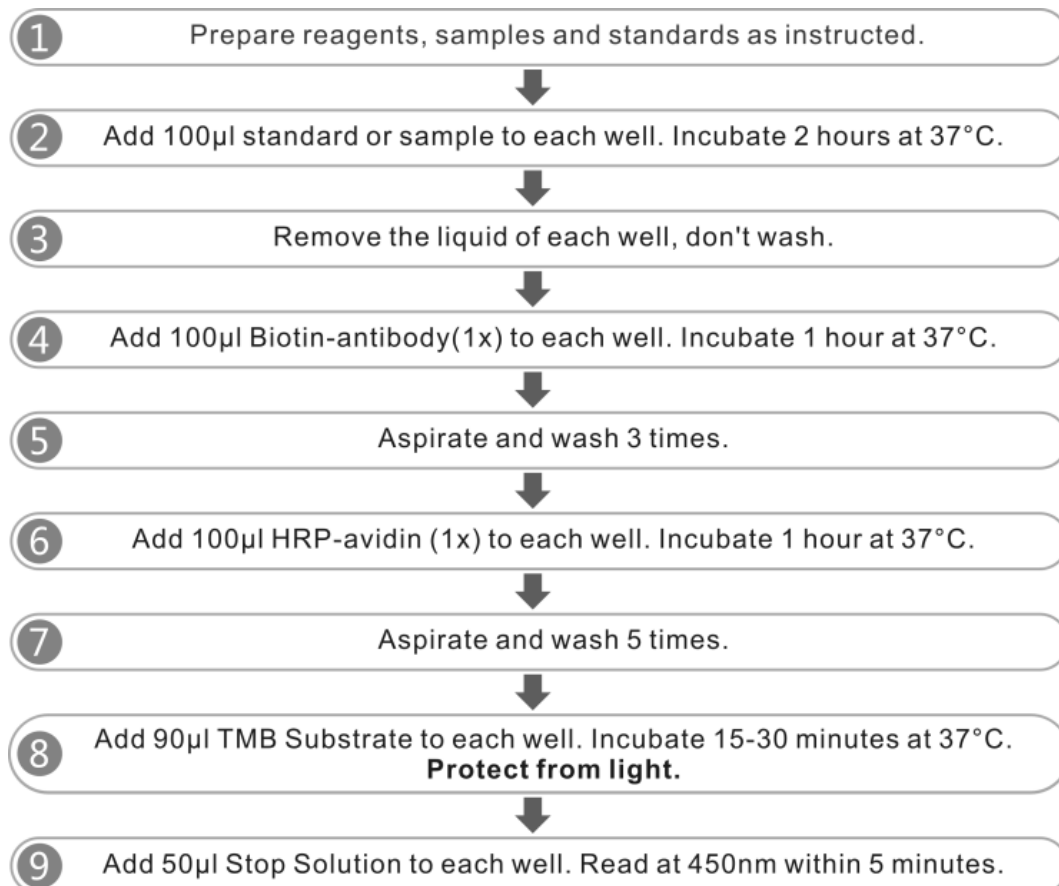 1 Prepare reagents, samples and standards as instructed.
2 Add 100µl standard or sample to each well. Incubate 2 hours at 37°C.
3 Remove the liquid of each well, don't wash.
4 Add 100µl Biotin-antibody(1x) to each well. Incubate 1 hour at 37°C.
5 Aspirate and wash 3 times.
6 Add 100µl HRP-avidin (1x) to each well. Incubate 1 hour at 37°C.
7 Aspirate and wash 5 times.
8 Add 90µl TMB Substrate to each well. Incubate 15-30 minutes at 37°C.
Protect from light.
9 Add 50µl Stop Solution to each well. Read at 450nm within 5 minutes.